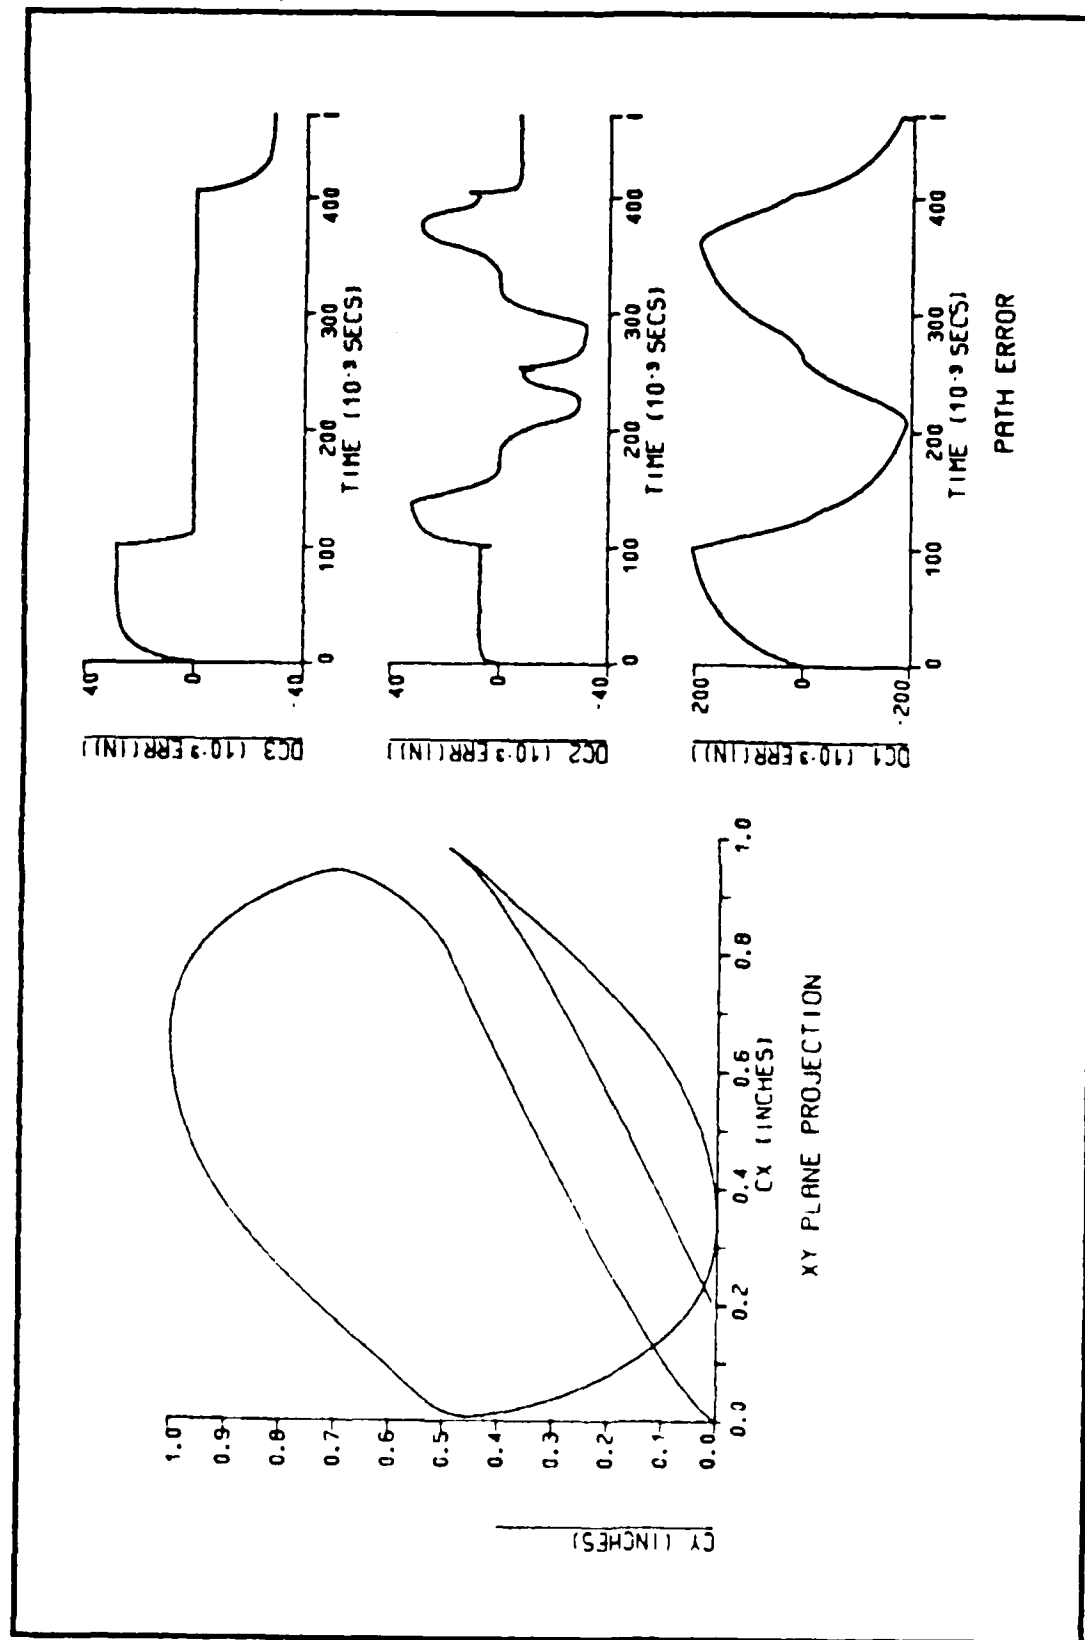 CY (INCHES)
1.0
0.9
0.8
0.7
0.6
0.5
0.4
0.3
0.2
0.1
0.0
0.0 0.2 0.4 0.6 0.8 1.0
CX (INCHES)
XY PLANE PROJECTION
DC3 (10-3 ERR(IN)
40
0
-40
0 100 200 300 400
TIME (10-3 SECS)
DC2 (10-3 ERR(IN)
40
0
-40
0 100 200 300 400
TIME (10-3 SECS)
DC1 (10-3 ERR(IN)
200
0
-200
0 100 200 300 400
TIME (10-3 SECS)
PATH ERROR